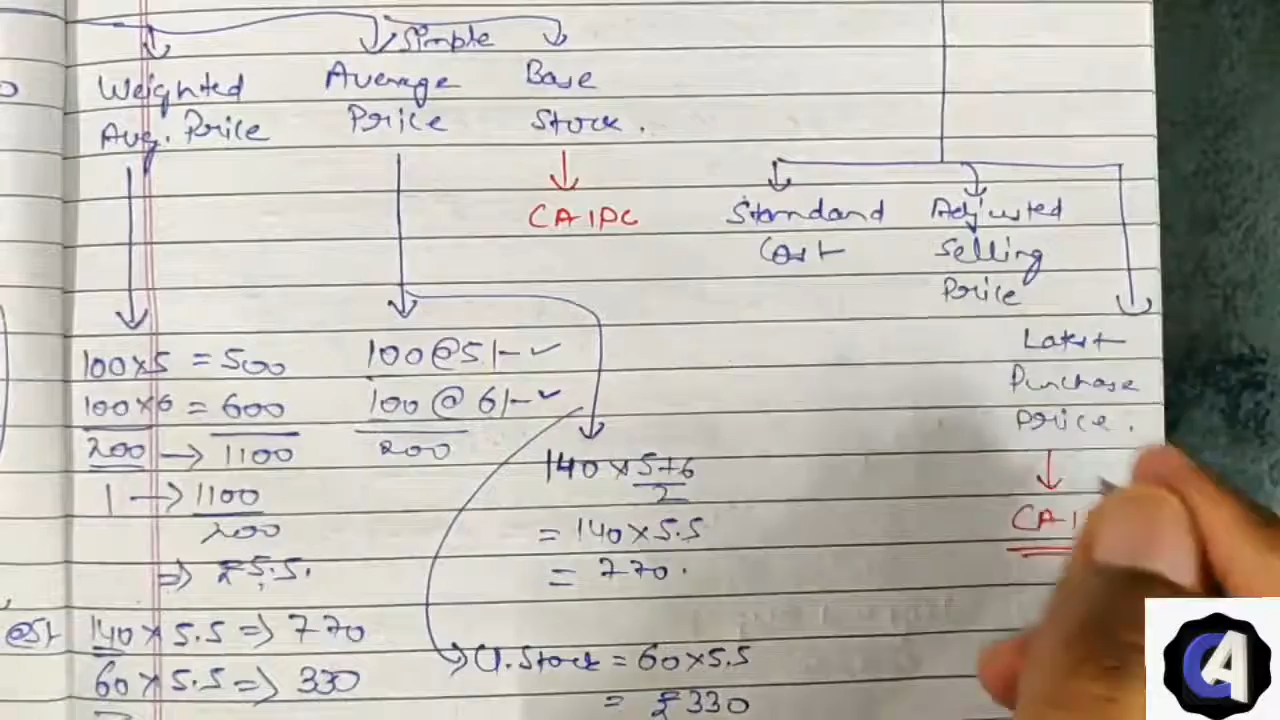 Simple
Weighted
Avg. Price
Average
Price
Base
Stock.
CA IPC
Standard
Cost
Adjusted
Selling
Price
Latest
Purchase
Price.
CA I
100×5 = 500
100×6 = 600
200 → 1100
1 → 1100
200
⇒ ₹5.5.
140 × 5.5 ⇒ 770
60 × 5.5 ⇒ 330
100 @ 5/- ✓
100 @ 6/- ✓
200
140 × 5+6
2
= 140 × 5.5
= 770.
Cl. Stock = 60 × 5.5
= ₹330
CA